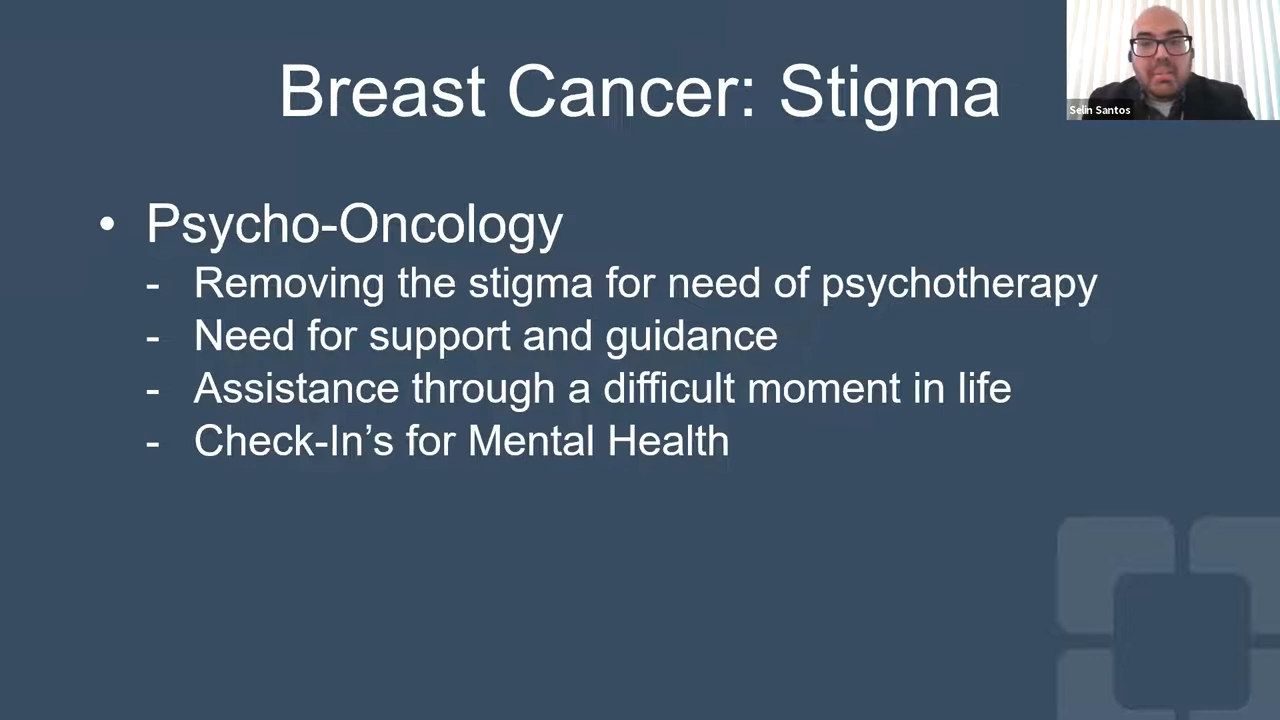 Breast Cancer: Stigma
Selin Santos
• Psycho-Oncology
- Removing the stigma for need of psychotherapy
- Need for support and guidance
- Assistance through a difficult moment in life
- Check-In’s for Mental Health